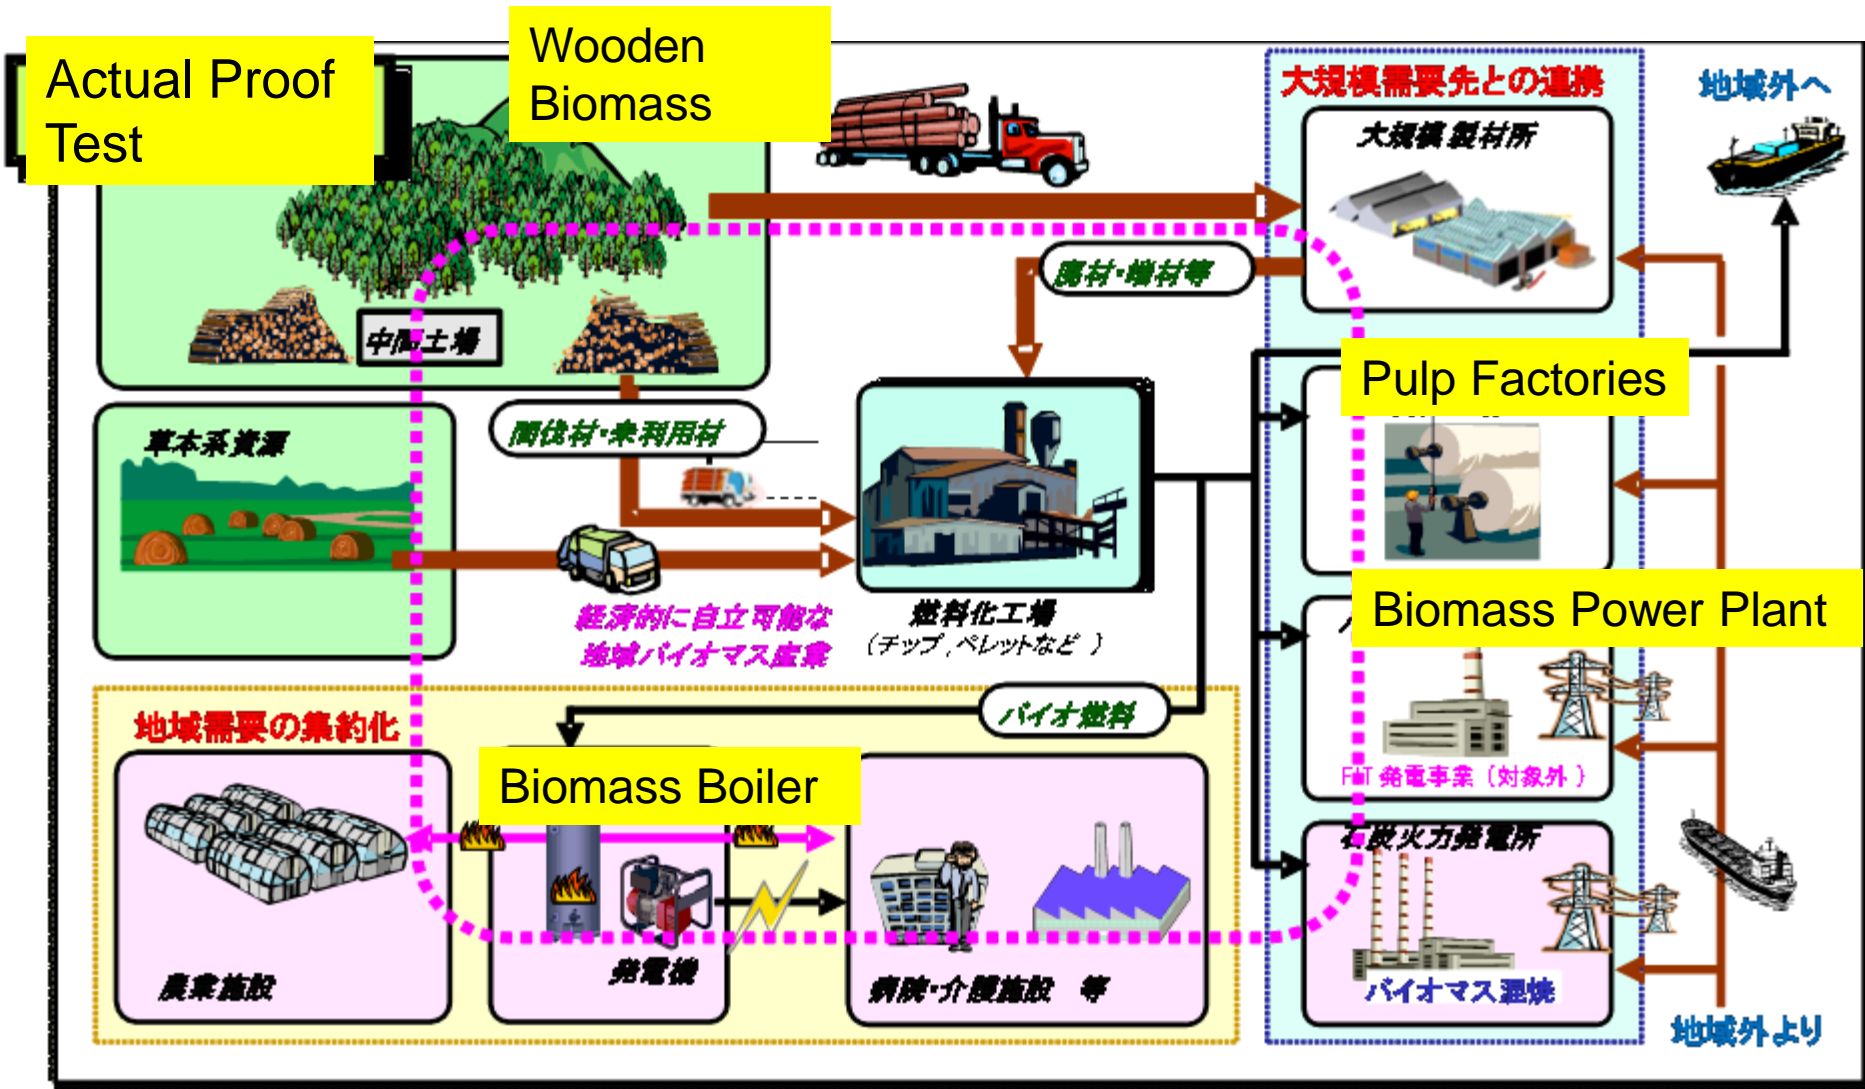 Actual Proof
Test
Wooden
Biomass
大規模需要先との連携
地域外へ
大規模製材所
廃材・端材等
中間土場
Pulp Factories
間伐材・未利用材
草本系資源
経済的に自立可能な
地域バイオマス産業
燃料化工場
(チップ,ペレットなど)
Biomass Power Plant
バイオ燃料
地域需要の集約化
Biomass Boiler
FIT 発電事業(対象外)
石炭火力発電所
農業施設
発電機
病院・介護施設 等
バイオマス混焼
地域外より